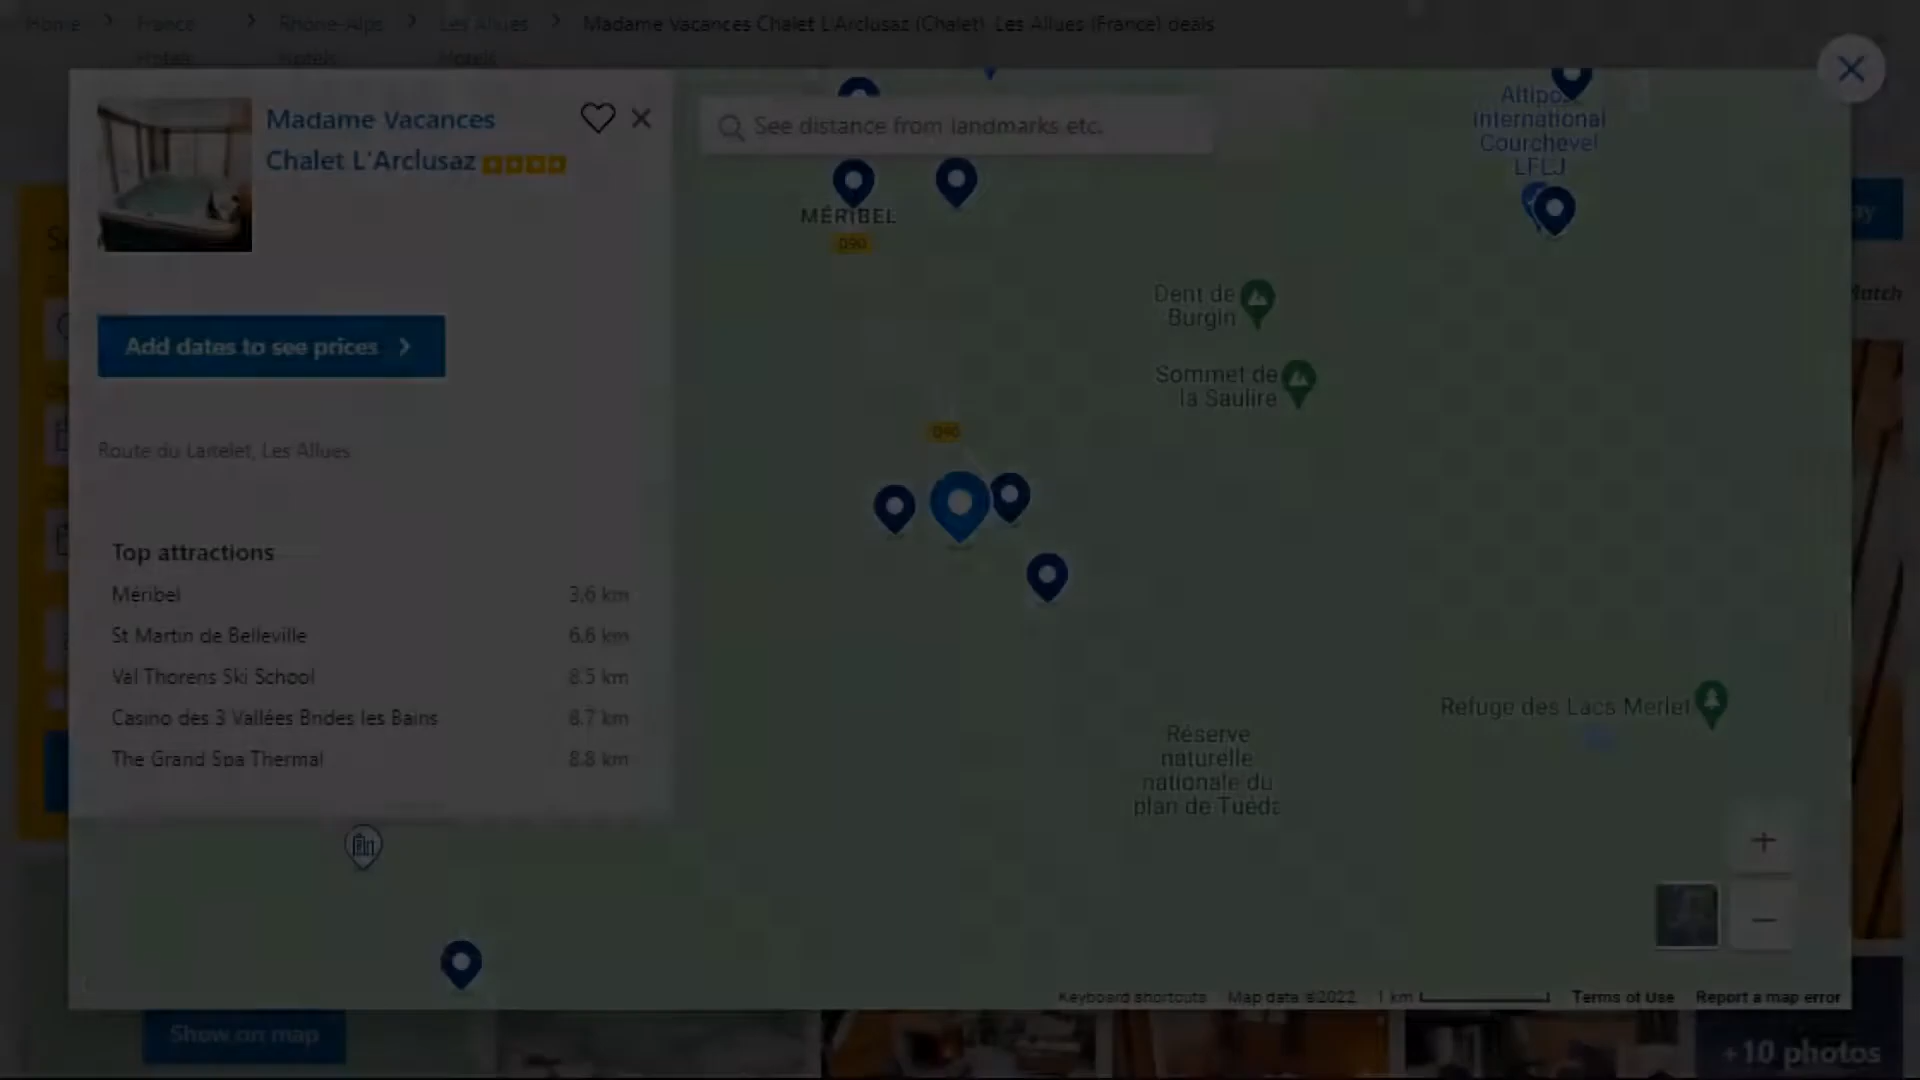 Home
France
Hotels
Rhône-Alps
Hotels
Les Allues
Hotels
Madame Vacances Chalet L'Arclusaz (Chalet), Les Allues (France) deals
Madame Vacances
Chalet L'Arclusaz
Add dates to see prices
Route du Laitelet, Les Allues
Top attractions
Méribel
3.6 km
St Martin de Belleville
6.6 km
Val Thorens Ski School
8.5 km
Casino des 3 Vallées Brides les Bains
8.7 km
The Grand Spa Thermal
8.8 km
See distance from landmarks etc.
MÉRIBEL
D90
Altiport
international
Courchevel
LFLJ
Dent de
Burgin
Sommet de
la Saulire
Refuge des Lacs Merlet
Réserve
naturelle
nationale du
plan de Tuéda
Keyboard shortcuts
Map data ©2022
1 km
Terms of Use
Report a map error
Show on map
+10 photos